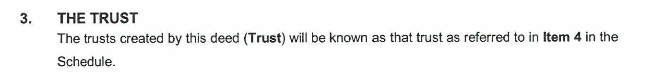 3. THE TRUST
The trusts created by this deed (Trust) will be known as that trust as referred to in Item 4 in the
Schedule.